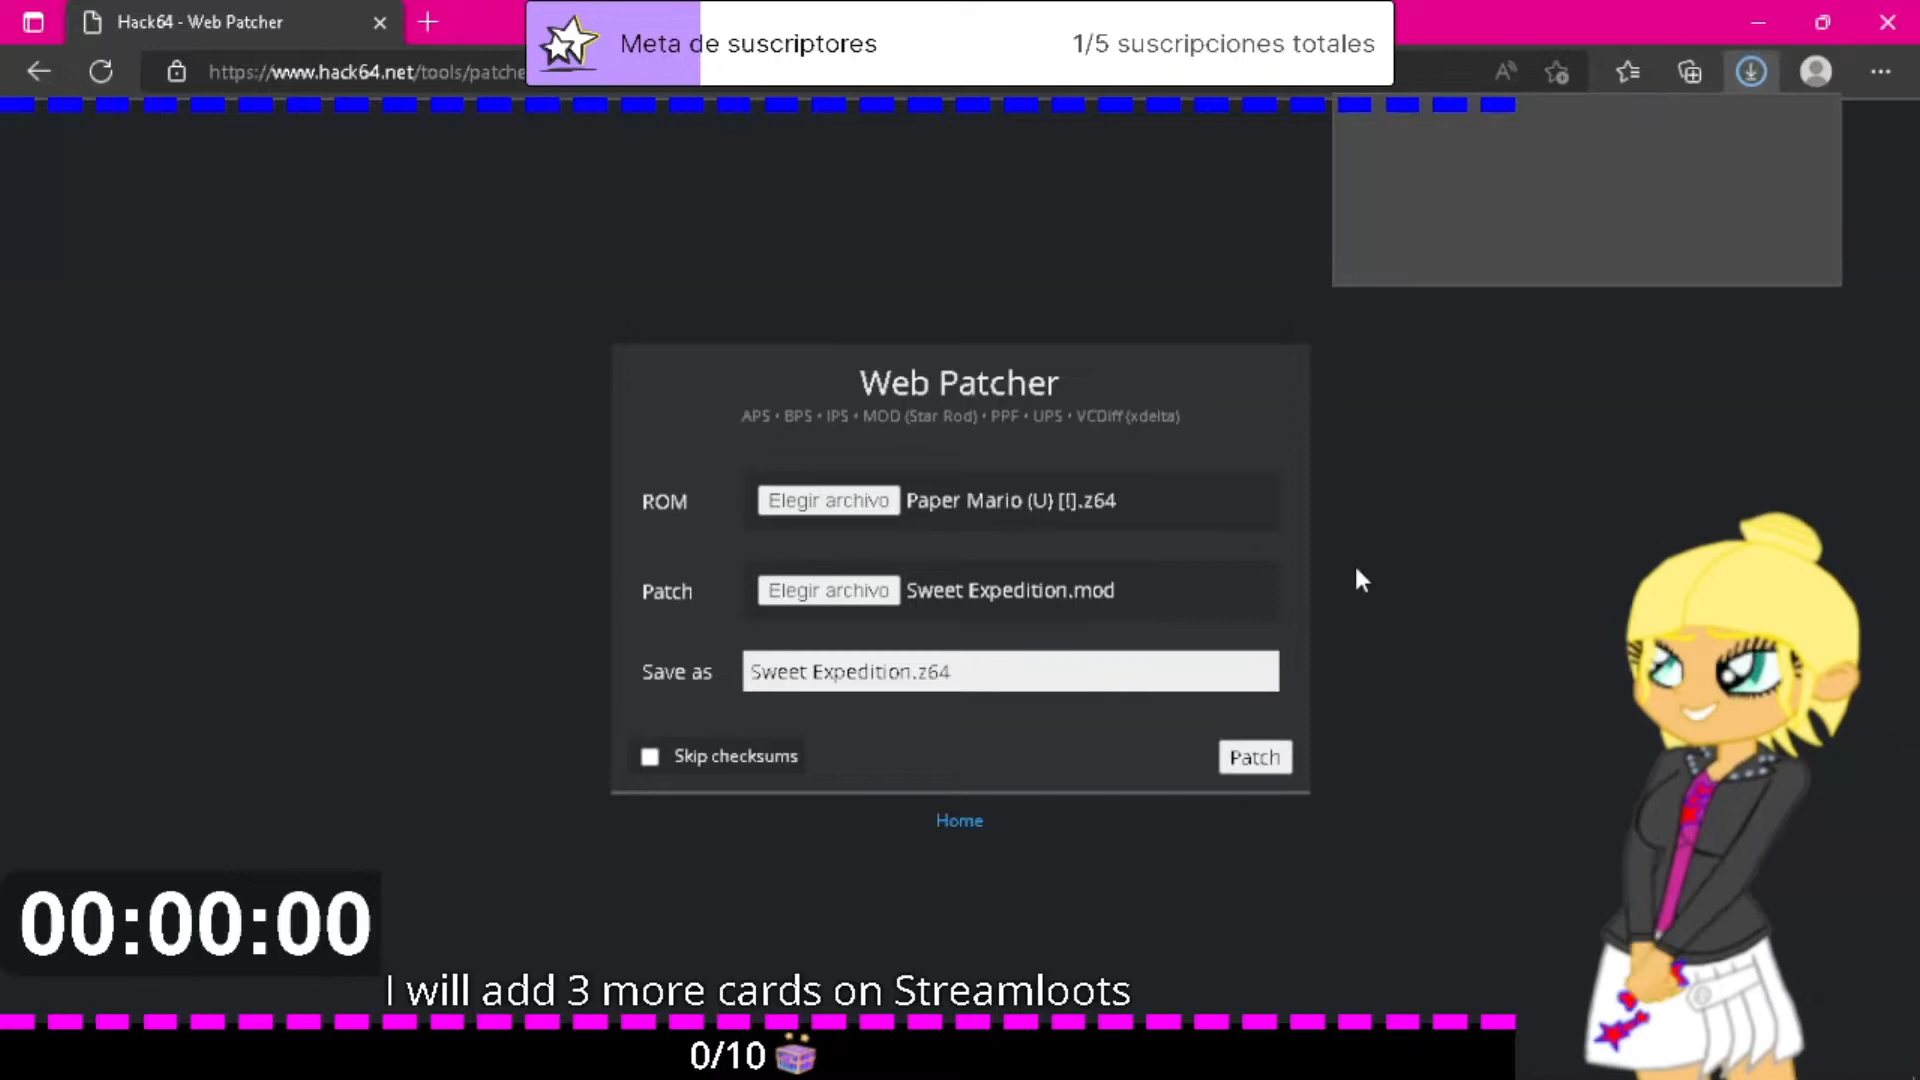 Hack64 - Web Patcher
Meta de suscriptores
1/5 suscripciones totales
https://www.hack64.net/tools/patche
Web Patcher
APS • BPS • IPS • MOD (Star Rod) • PPF • UPS • VCDiff (xdelta)
ROM
Elegir archivo
Paper Mario (U) [!].z64
Patch
Elegir archivo
Sweet Expedition.mod
Save as
Sweet Expedition.z64
Skip checksums
Patch
Home
00:00:00
I will add 3 more cards on Streamloots
0/10